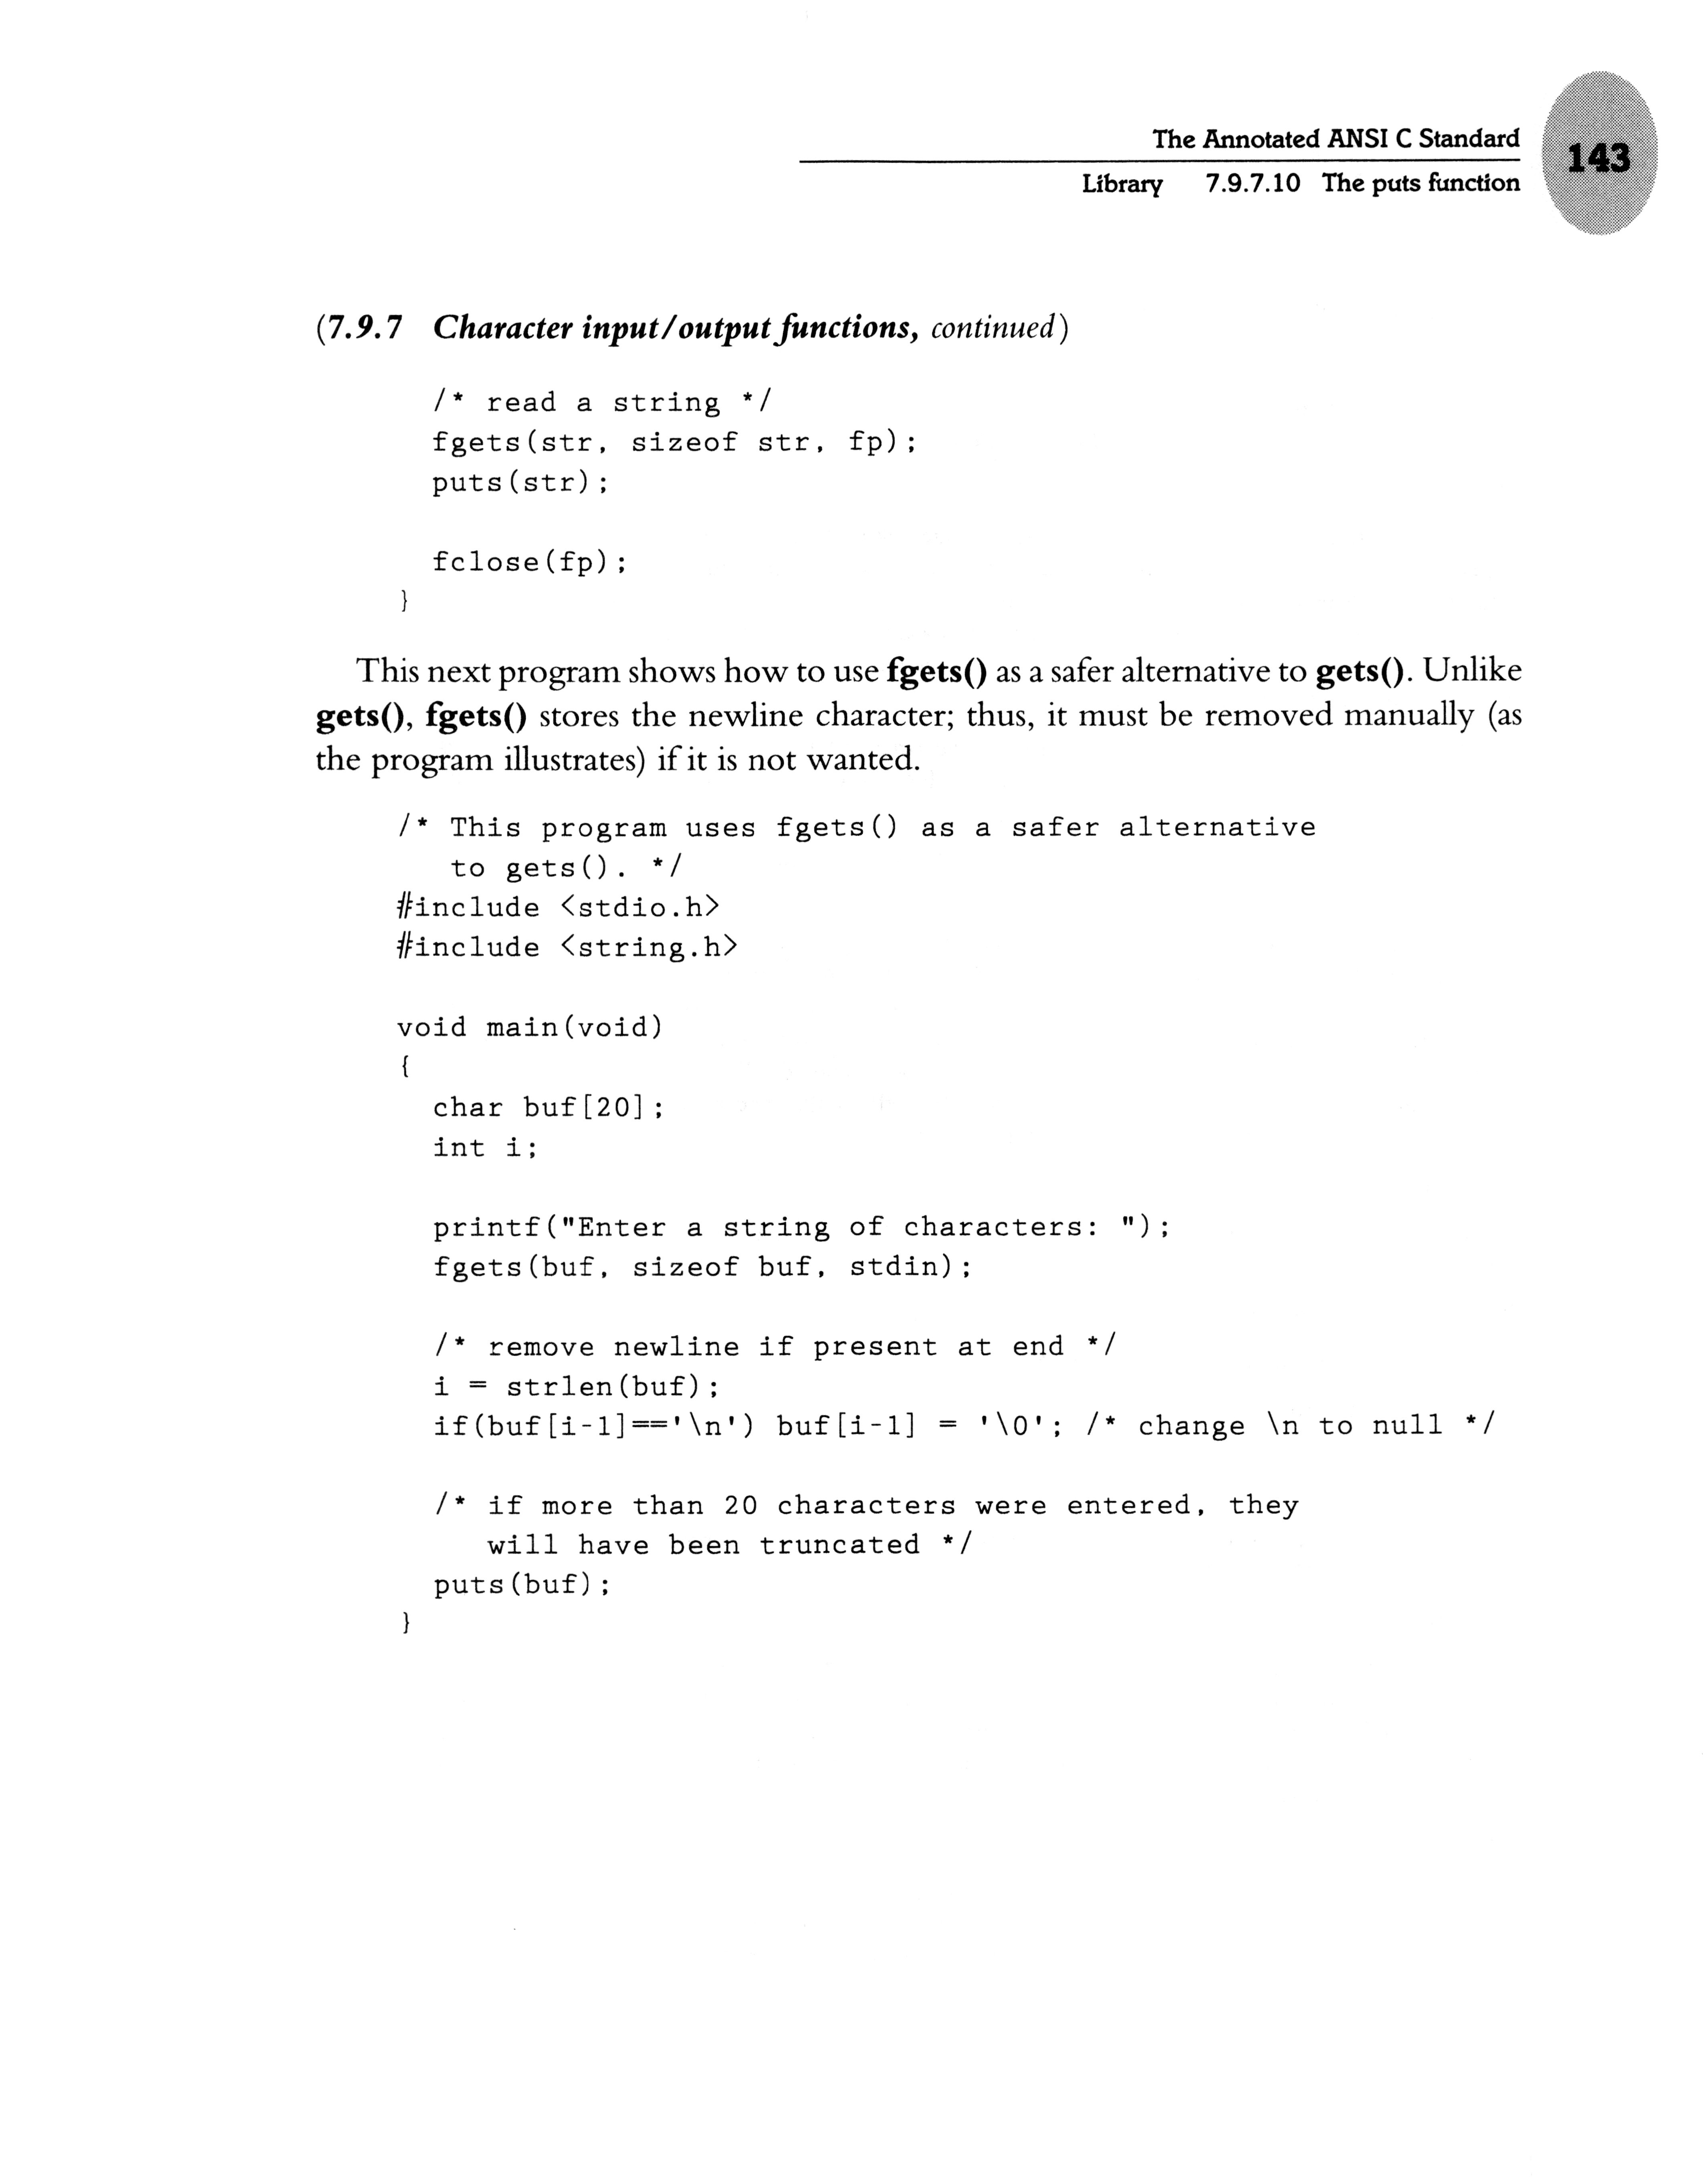 The Annotated ANSI C Standard
143
Library 7.9.7.10 The puts function
(7.9.7 Character input/output functions, continued)
/* read a string */
fgets(str, sizeof str, fp);
puts(str);
fclose(fp);
}
This next program shows how to use fgets() as a safer alternative to gets(). Unlike
gets(), fgets() stores the newline character; thus, it must be removed manually (as
the program illustrates) if it is not wanted.
/* This program uses fgets() as a safer alternative
to gets(). */
#include <stdio.h>
#include <string.h>
void main(void)
{
char buf[20];
int i;
printf("Enter a string of characters: ");
fgets(buf, sizeof buf, stdin);
/* remove newline if present at end */
i = strlen(buf);
if(buf[i-1]=='\n') buf[i-1] = '\0'; /* change \n to null */
/* if more than 20 characters were entered, they
will have been truncated */
puts(buf);
}